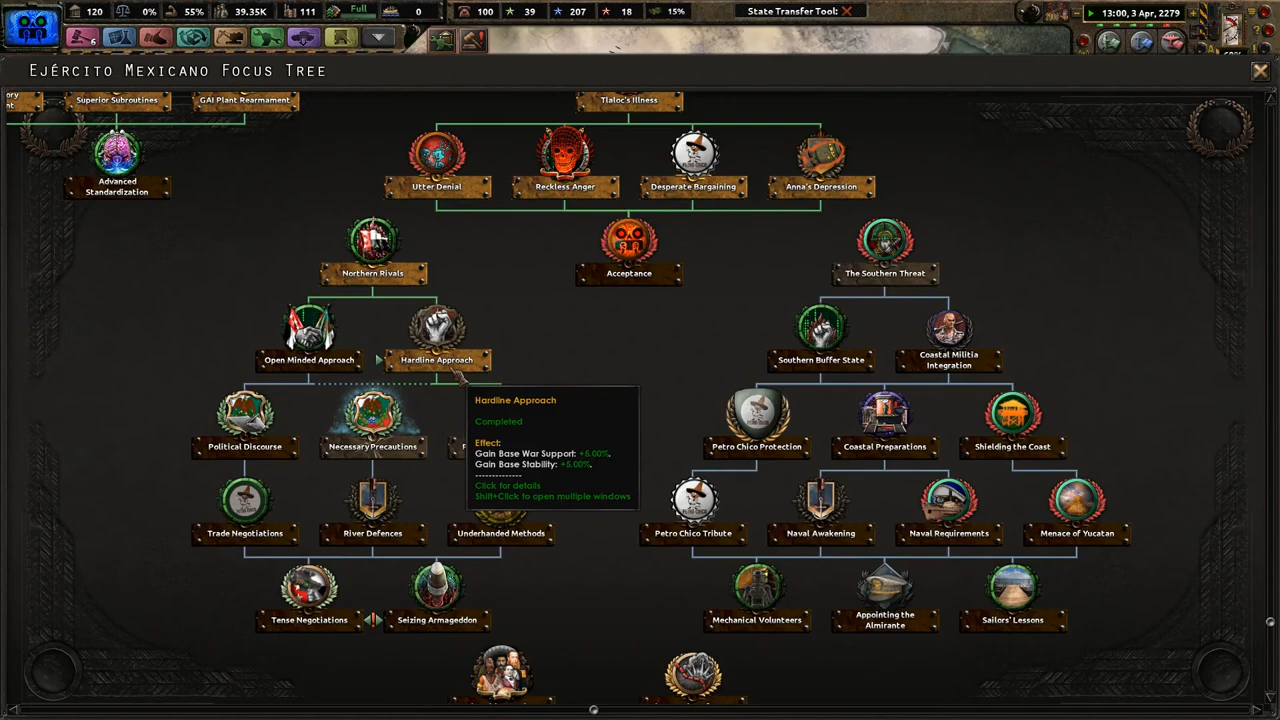 120
0%
55%
39.35K
111
Full
0
100
39
207
18
15%
State Transfer Tool:
13:00, 3 Apr, 2279
6
Ejército Mexicano Focus Tree
Superior Subroutines
GAI Plant Rearmament
Tlaloc's Illness
Advanced
Standardization
Utter Denial
Reckless Anger
Desperate Bargaining
Anna's Depression
Northern Rivals
Acceptance
The Southern Threat
Open Minded Approach
Hardline Approach
Southern Buffer State
Coastal Militia
Integration
Hardline Approach
Completed
Effect:
Gain Base War Support: +5.00%.
Gain Base Stability: +5.00%.
--------------
Click for details
Shift+Click to open multiple windows
Political Discourse
Necessary Precautions
Petro Chico Protection
Coastal Preparations
Shielding the Coast
Trade Negotiations
River Defences
Underhanded Methods
Petro Chico Tribute
Naval Awakening
Naval Requirements
Menace of Yucatan
Tense Negotiations
Seizing Armageddon
Mechanical Volunteers
Appointing the
Almirante
Sailors' Lessons